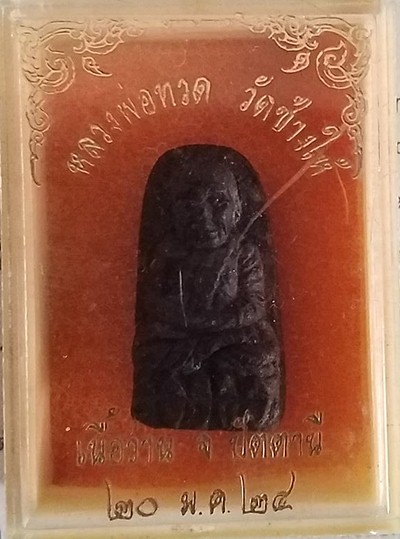 หลวงพ่อทวด วัดช้างให้
เนื้อว่าน จ ปัตตานี
๒๐ ม.ค. ๒๔